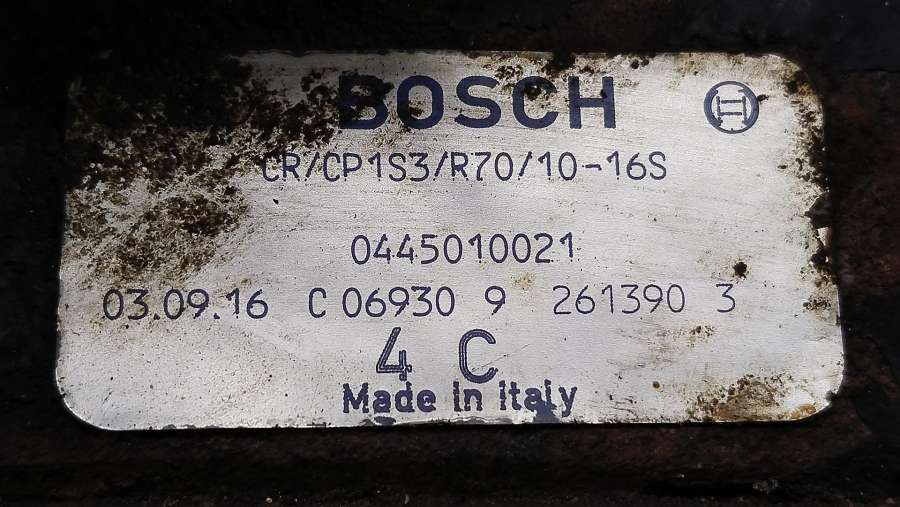 BOSCH
CR/CP1S3/R70/10-16S
0445010021
03.09.16 C 06930 9 261390 3
4 C
Made in Italy